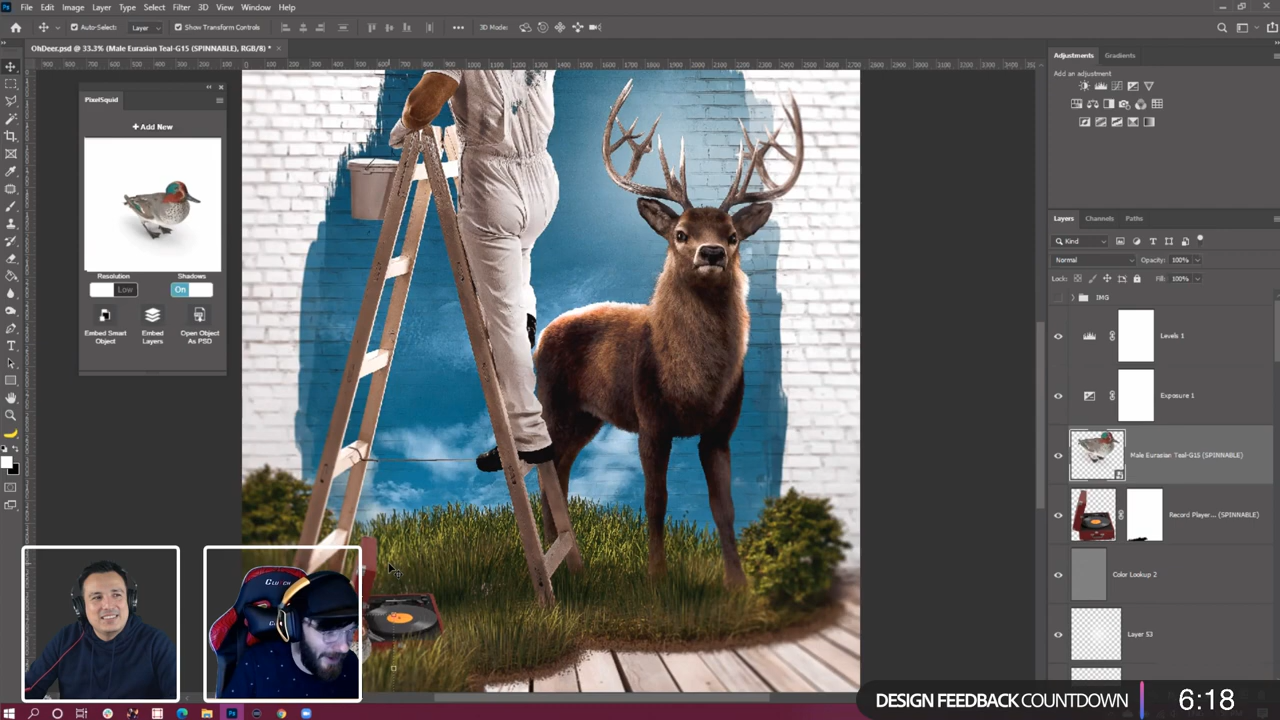 File Edit Image Layer Type Select Filter 3D View Window Help
Auto-Select: Layer Show Transform Controls 3D Mode:
OhDeer.psd @ 33.3% (Male Eurasian Teal-G15 (SPINNABLE), RGB/8) *
PixelSquid
+ Add New
Resolution Shadows
Low On
Embed Smart Object
Embed Layers
Open Object As PSD
Adjustments Gradients
Add an adjustment
Layers Channels Paths
Kind
Normal Opacity: 100%
Lock: Fill: 100%
IMG
Levels 1
Exposure 1
Male Eurasian Teal-G15 (SPINNABLE)
Record Player... (SPINNABLE)
Color Lookup 2
Layer 53
CLUTCH
DESIGN FEEDBACK COUNTDOWN 6:18